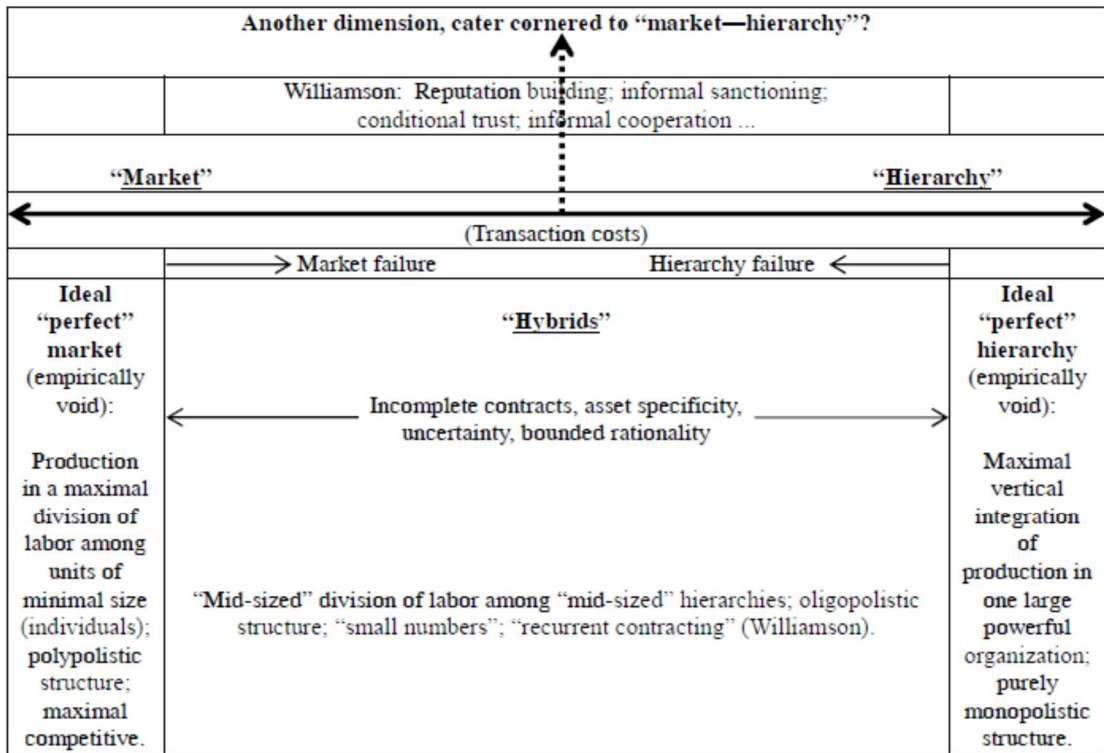 Another dimension, cater cornered to “market—hierarchy”?
Williamson: Reputation building; informal sanctioning;
conditional trust; informal cooperation ...
“Market”
“Hierarchy”
(Transaction costs)
Market failure
Hierarchy failure
Ideal
“perfect”
market
(empirically
void):
Production
in a maximal
division of
labor among
units of
minimal size
(individuals);
polypolistic
structure;
maximal
competitive.
“Hybrids”
Incomplete contracts, asset specificity,
uncertainty, bounded rationality
“Mid-sized” division of labor among “mid-sized” hierarchies; oligopolistic
structure; “small numbers”; “recurrent contracting” (Williamson).
Ideal
“perfect”
hierarchy
(empirically
void):
Maximal
vertical
integration
of
production in
one large
powerful
organization;
purely
monopolistic
structure.